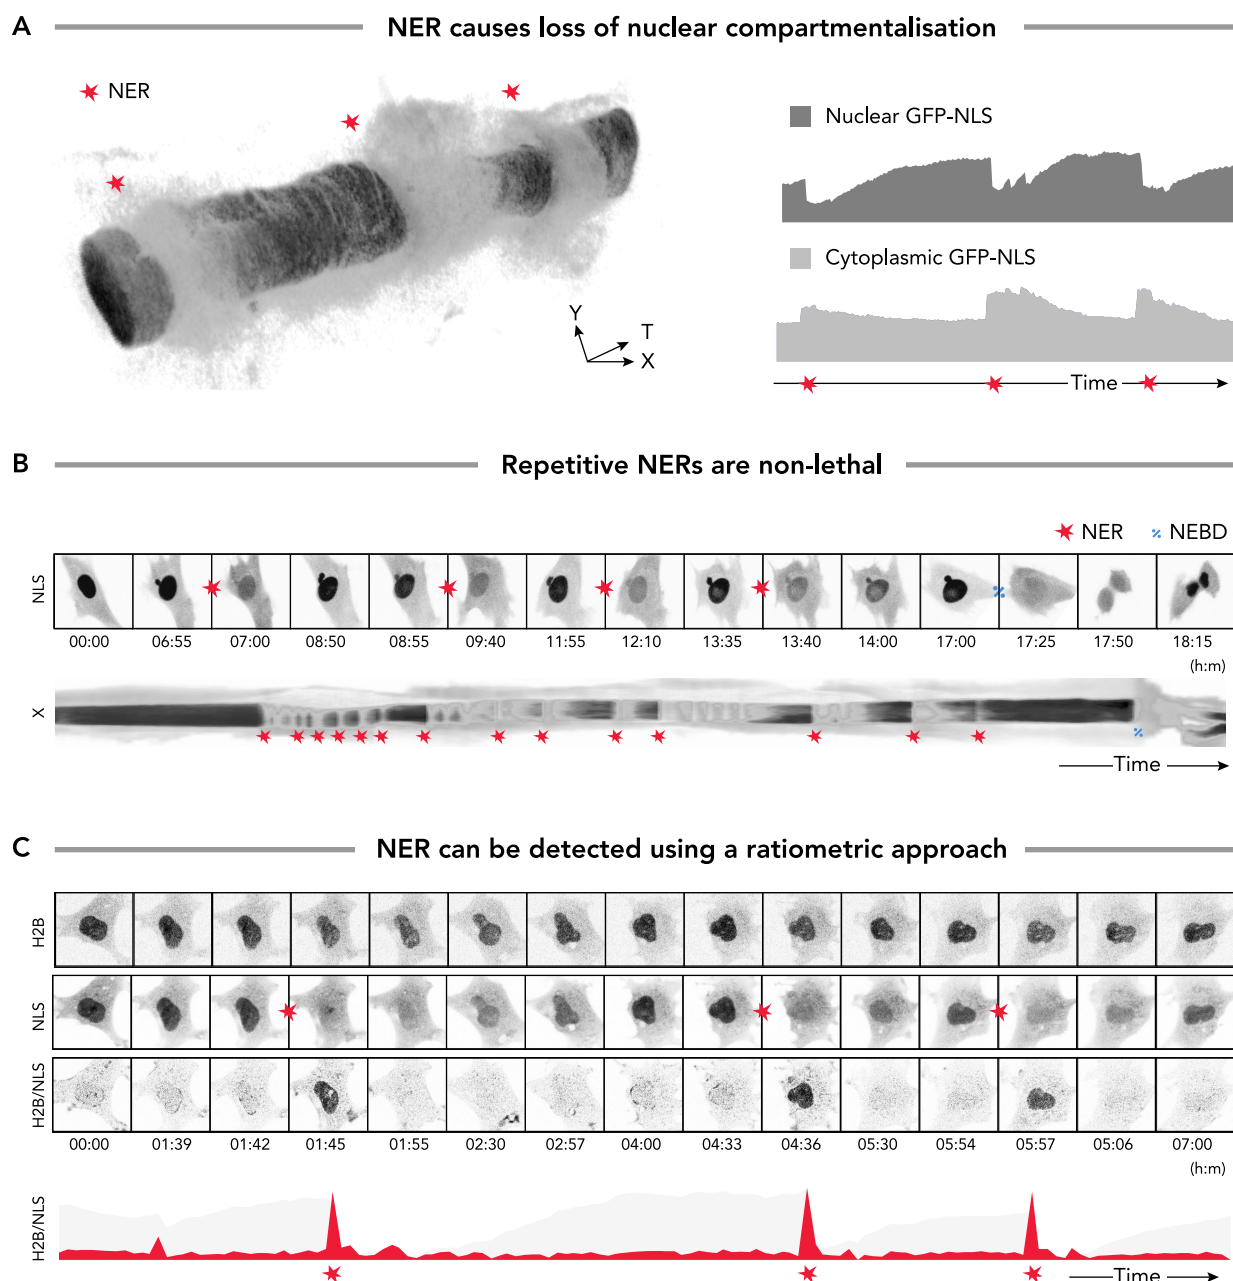 A NER causes loss of nuclear compartmentalisation
NER
Nuclear GFP-NLS
Cytoplasmic GFP-NLS
Y
T
X
Time
B Repetitive NERs are non-lethal
NER NEBD
NLS
00:00 06:55 07:00 08:50 08:55 09:40 11:55 12:10 13:35 13:40 14:00 17:00 17:25 17:50 18:15
(h:m)
X
Time
C NER can be detected using a ratiometric approach
H2B
NLS
H2B/NLS
00:00 01:39 01:42 01:45 01:55 02:30 02:57 04:00 04:33 04:36 05:30 05:54 05:57 05:06 07:00
(h:m)
H2B/NLS
Time